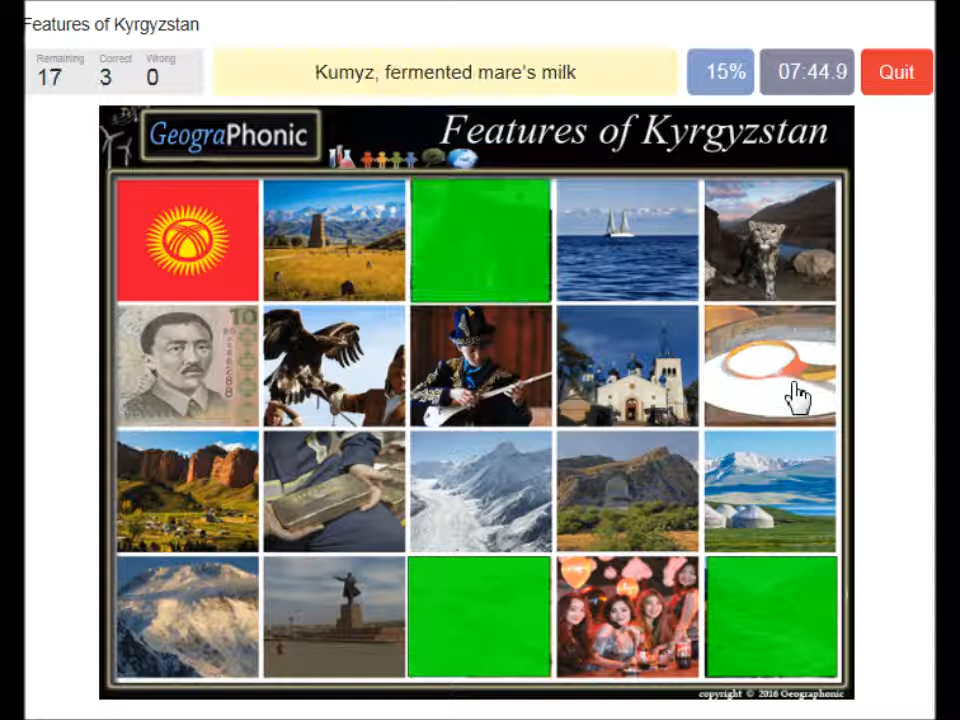 Features of Kyrgyzstan
Remaining Correct Wrong
17 3 0
Kumyz, fermented mare's milk
15%
07:44.9
Quit
GeograPhonic
Features of Kyrgyzstan
10
copyright © 2016 Geographonic